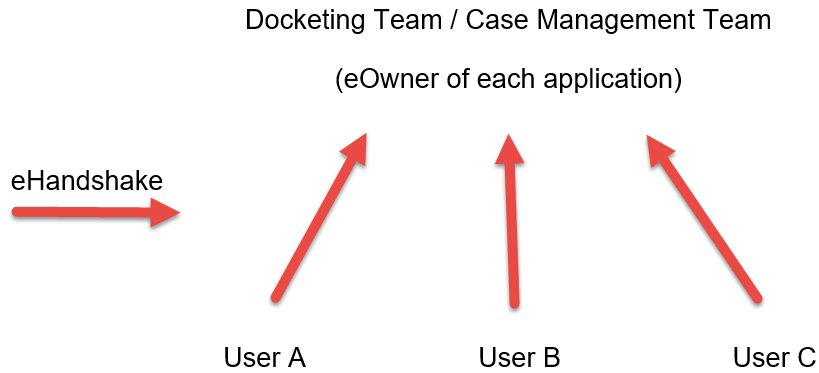 Docketing Team / Case Management Team
(eOwner of each application)
eHandshake
User A
User B
User C